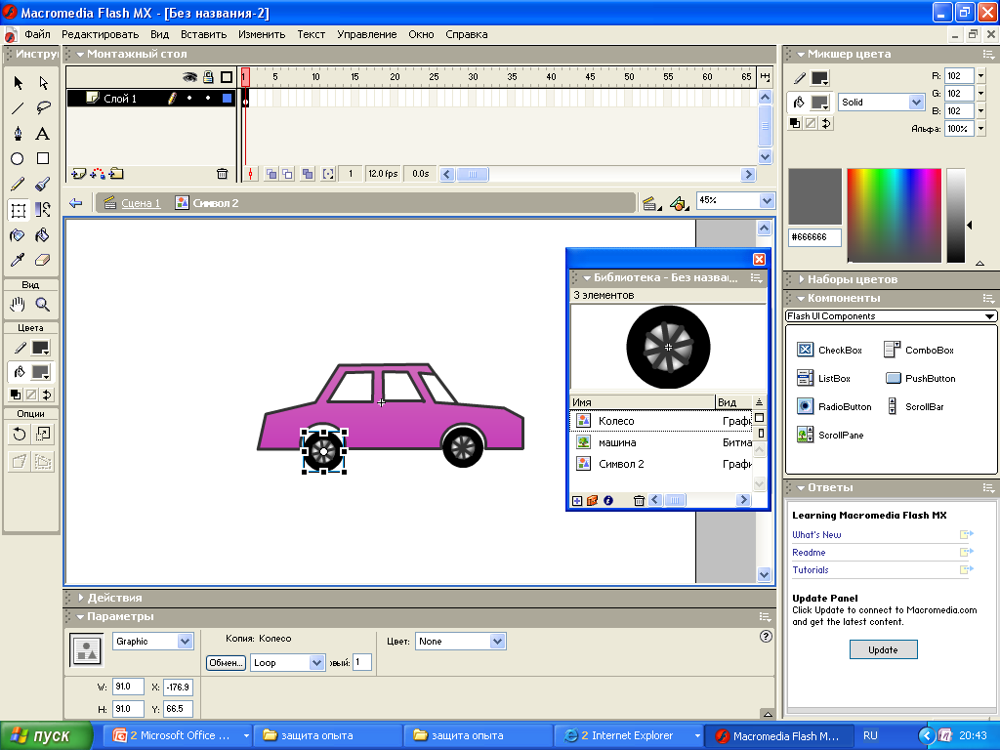 Macromedia Flash MX - [Без названия-2]
Файл Редактировать Вид Вставить Изменить Текст Управление Окно Справка
Инстру
Монтажный стол
Микшер цвета
1 5 10 15 20 25 30 35 40 45 50 55 60 65
Слой 1
R: 102
Solid
G: 102
B: 102
Альфа: 100%
1 12.0 fps 0.0s
Сцена 1 Символ 2
45%
#666666
Вид
Цвета
Опции
Наборы цветов
Компоненты
Flash UI Components
CheckBox ComboBox
ListBox PushButton
RadioButton ScrollBar
ScrollPane
Библиотека - Без назва...
3 элементов
Имя Вид
Колесо Графи
машина Битма
Символ 2 Графи
Ответы
Learning Macromedia Flash MX
What's New
Readme
Tutorials
Update Panel
Click Update to connect to Macromedia.com
and get the latest content.
Update
Действия
Параметры
Graphic
Копия: Колесо
Цвет: None
Обмен... Loop овый: 1
W: 91.0 X: -176.9
H: 91.0 Y: 66.5
пуск
2 Microsoft Office ...
защита опыта
защита опыта
2 Internet Explorer
Macromedia Flash M...
RU
20:43